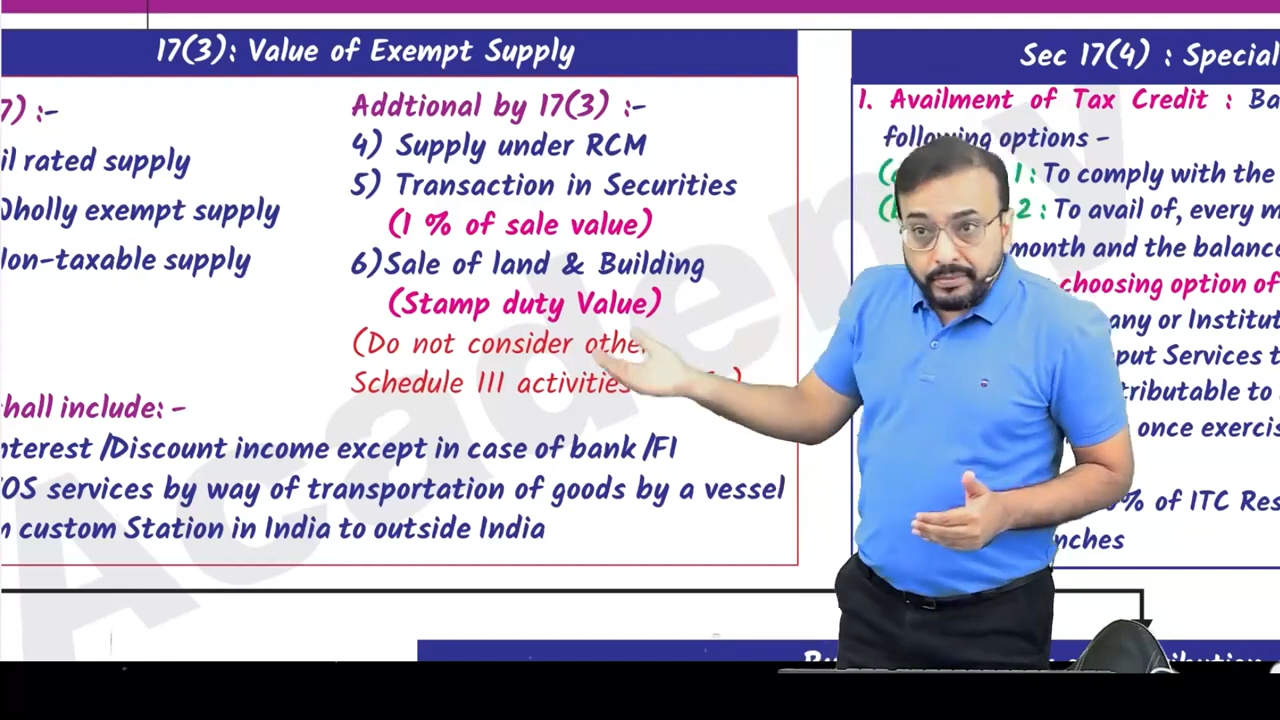 17(3): Value of Exempt Supply
7) :-
il rated supply
holly exempt supply
on-taxable supply
Addtional by 17(3) :-
4) Supply under RCM
5) Transaction in Securities
(1 % of sale value)
6)Sale of land & Building
(Stamp duty Value)
(Do not consider othe
Schedule III activities
hall include: -
nterest /Discount income except in case of bank /FI
OS services by way of transportation of goods by a vessel
custom Station in India to outside India
Sec 17(4) : Special
1. Availment of Tax Credit : Ba
following options -
1 : To comply with the
2 : To avail of, every m
month and the balance
choosing option of
any or Institut
put Services t
tributable to
once exercis
% of ITC Res
nches
Academy